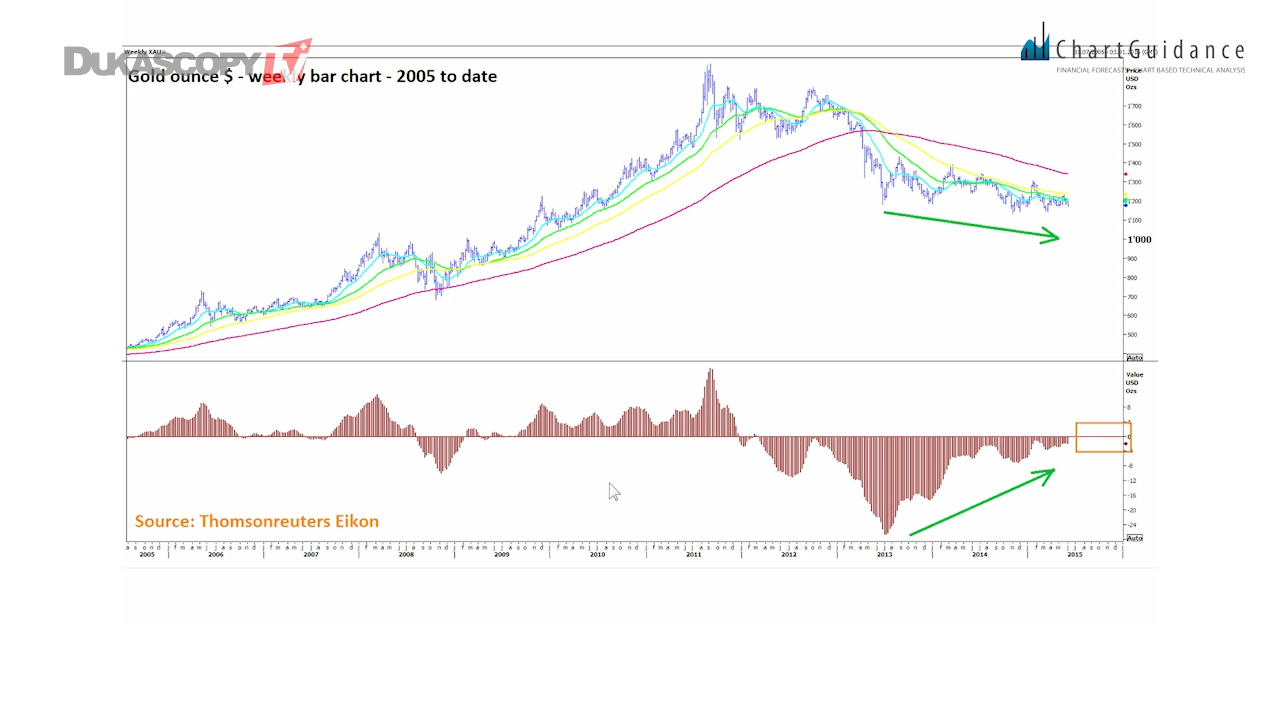 DUKASCOPY TV
ChartGuidance
Weekly XAU=
FINANCIAL FORECASTS CHART BASED TECHNICAL ANALYSIS
Gold ounce $ - weekly bar chart - 2005 to date
Price
USD
Ozs
1'700
1'600
1'500
1'400
1'300
1'200
1'100
1'000
900
800
700
600
500
Auto
Value
USD
Ozs
8
4
0
-8
-12
-16
-20
-24
Auto
Source: Thomsonreuters Eikon
a s o n d f m a m j j a s o n d f m a m j j a s o n d f m a m j j a s o n d f m a m j j a s o n d f m a m j j a s o n d f m a m j j a s o n d f m a m j j a s o n d f m a m j j a s o n d f m a m j j a s o n d f m a m j j a s o n d
2005 2006 2007 2008 2009 2010 2011 2012 2013 2014 2015